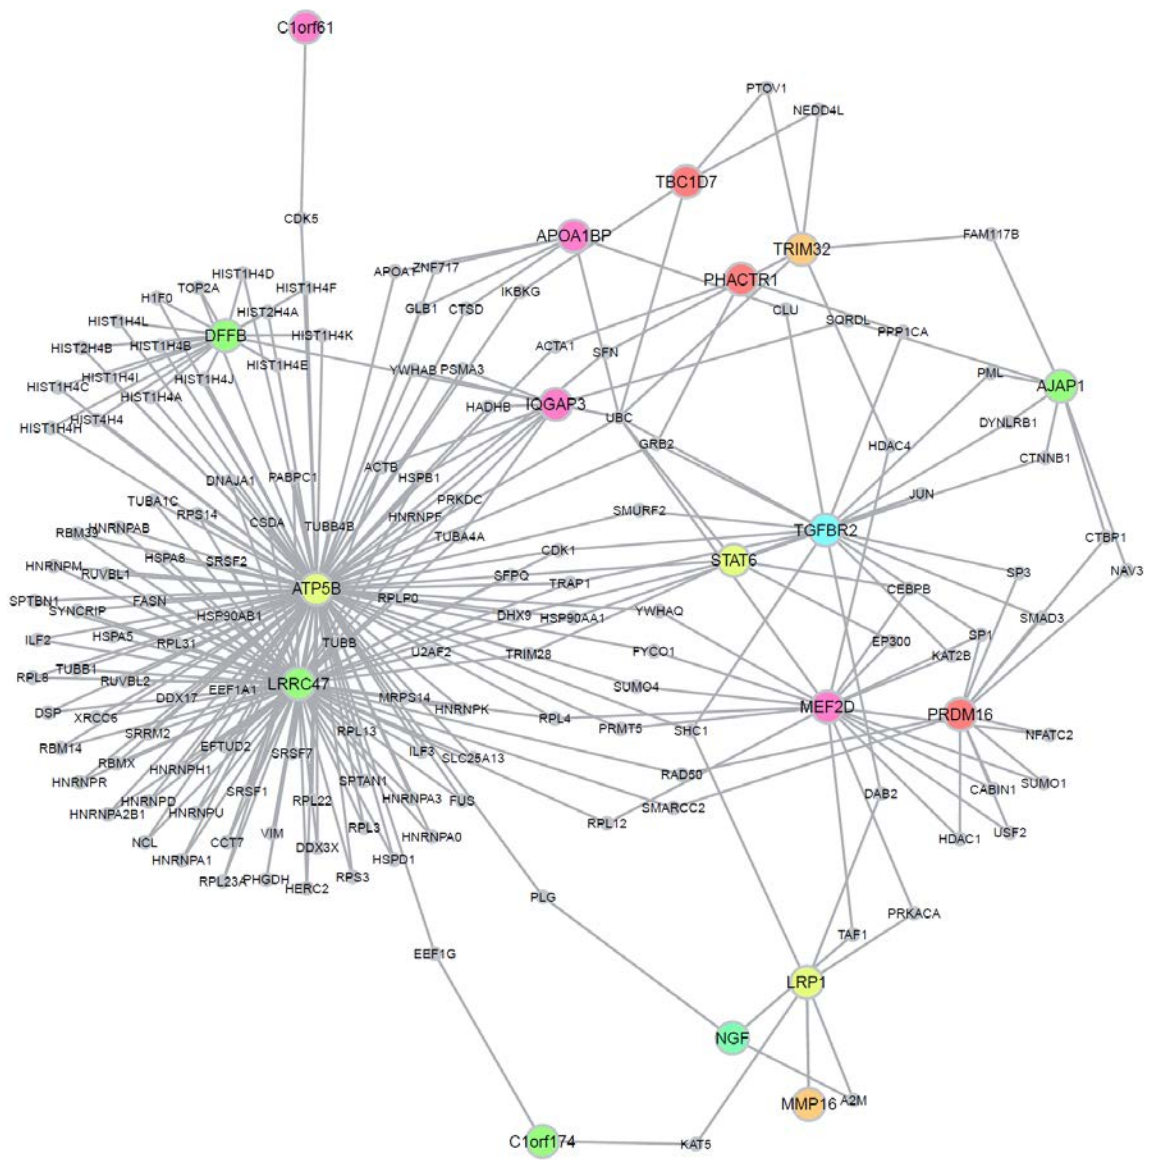 C1orf61
PTOV1
NEDD4L
TBC1D7
CDK5
APOA1BP
FAM117B
TRIM32
ZNF717
HIST1H4D
PHACTR1
TOP2A
HIST1H4F
IKBKG
H1F0
GLB1
CTSD
CLU
HIST2H4A
HIST1H4L
SQRDL
PPP1CA
DFFB
HIST1H4K
HIST2H4B
HIST1H4B
ACTA1
SFN
HIST1H4E
YWHAB
PSMA3
PML
HIST1H4I
HIST1H4J
HIST1H4C
AJAP1
HIST1H4A
IQGAP3
HADHB
UBC
HIST4H4
HIST1H4H
DYNLRB1
GRB2
HDAC4
CTNNB1
ACTB
HSPB1
PABPC1
DNAJA1
JUN
TUBA1C
PRKDC
RPS14
SMURF2
HNRNPF
CSDA
TUBB4B
HNRNPAB
RBM39
TGFBR2
TUBA4A
CTBP1
CDK1
HSPA8
SRSF2
STAT6
HNRNPM
RUVBL1
SFPQ
TRAP1
SP3
NAV3
ATP5B
CEBPB
RPLP0
SPTBN1
SYNCRIP
FASN
HSP90AB1
DHX9
HSP90AA1
YWHAQ
SMAD3
ILF2
HSPA5
RPL31
TUBB
SP1
EP300
KAT2B
U2AF2
TRIM28
FYCO1
TUBB1
RPL8
RUVBL2
LRRC47
EEF1A1
SUMO4
DDX17
MRPS14
HNRNPK
MEF2D
PRDM16
DSP
XRCC6
RPL4
PRMT5
SHC1
SRRM2
RPL13
NFATC2
RBM14
EFTUD2
SRSF7
ILF3
SLC25A13
RBMX
HNRNPH1
RAD50
HNRNPR
SPTAN1
SUMO1
SRSF1
CABIN1
DAB2
HNRNPD
HNRNPA2B1
HNRNPU
RPL22
HNRNPA3
FUS
SMARCC2
RPL12
RPL3
VIM
HNRNPA0
USF2
HDAC1
NCL
CCT7
DDX3X
HNRNPA1
HSPD1
RPS3
RPL23A
PHGDH
HERC2
PLG
PRKACA
TAF1
EEF1G
LRP1
NGF
MMP16
A2M
C1orf174
KAT5